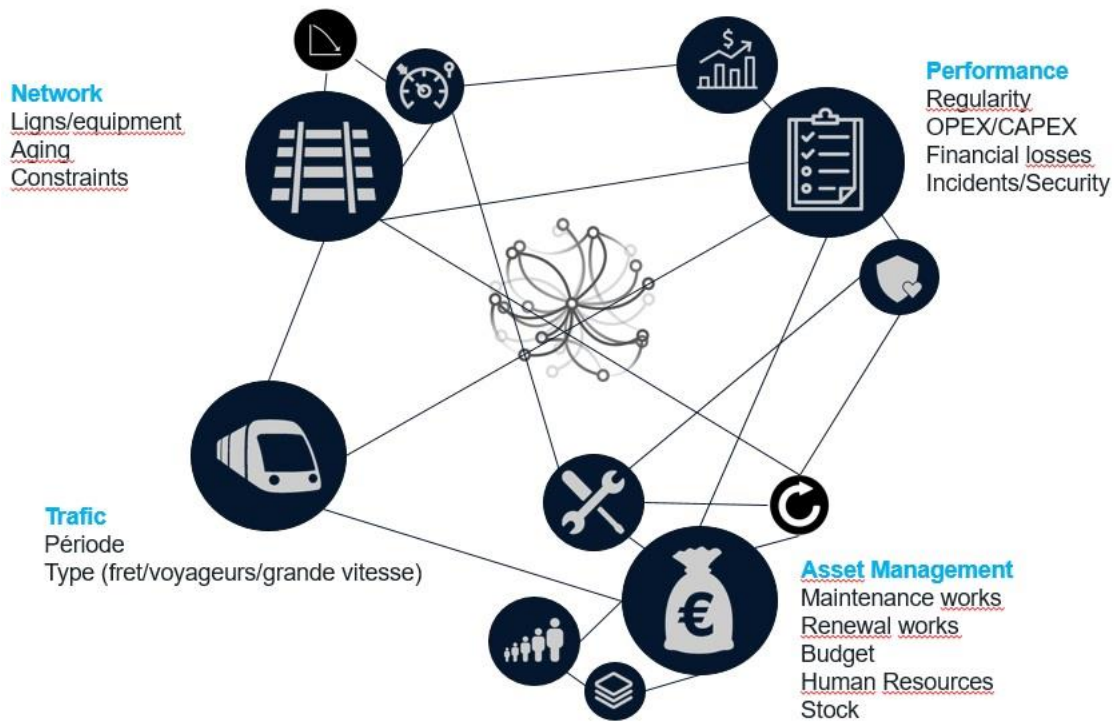 Network
Ligns/equipment
Aging
Constraints
$
Performance
Regularity
OPEX/CAPEX
Financial losses
Incidents/Security
Trafic
Période
Type (fret/voyageurs/grande vitesse)
€
Asset Management
Maintenance works
Renewal works
Budget
Human Resources
Stock